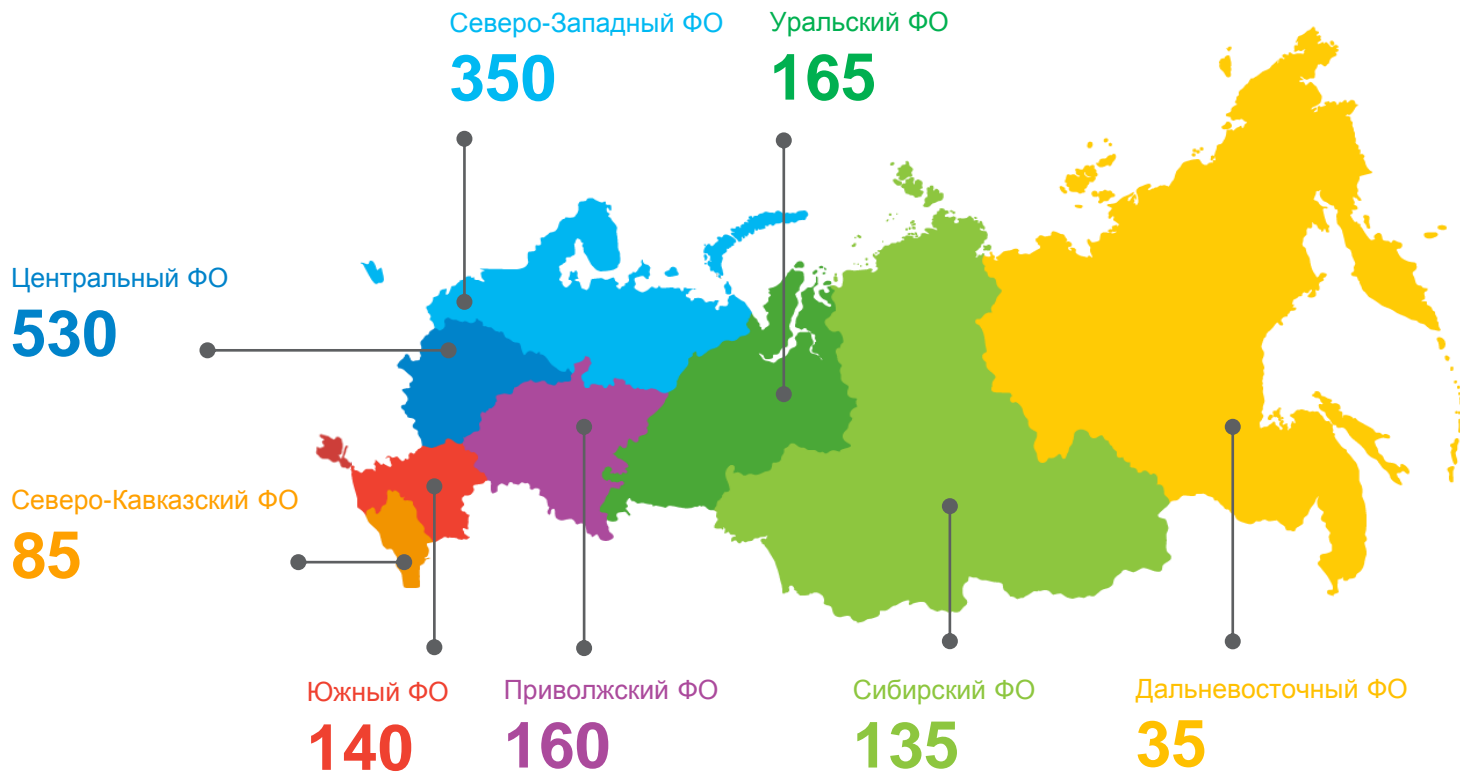 Северо-Западный ФО
350
Уральский ФО
165
Центральный ФО
530
Северо-Кавказский ФО
85
Южный ФО
140
Приволжский ФО
160
Сибирский ФО
135
Дальневосточный ФО
35